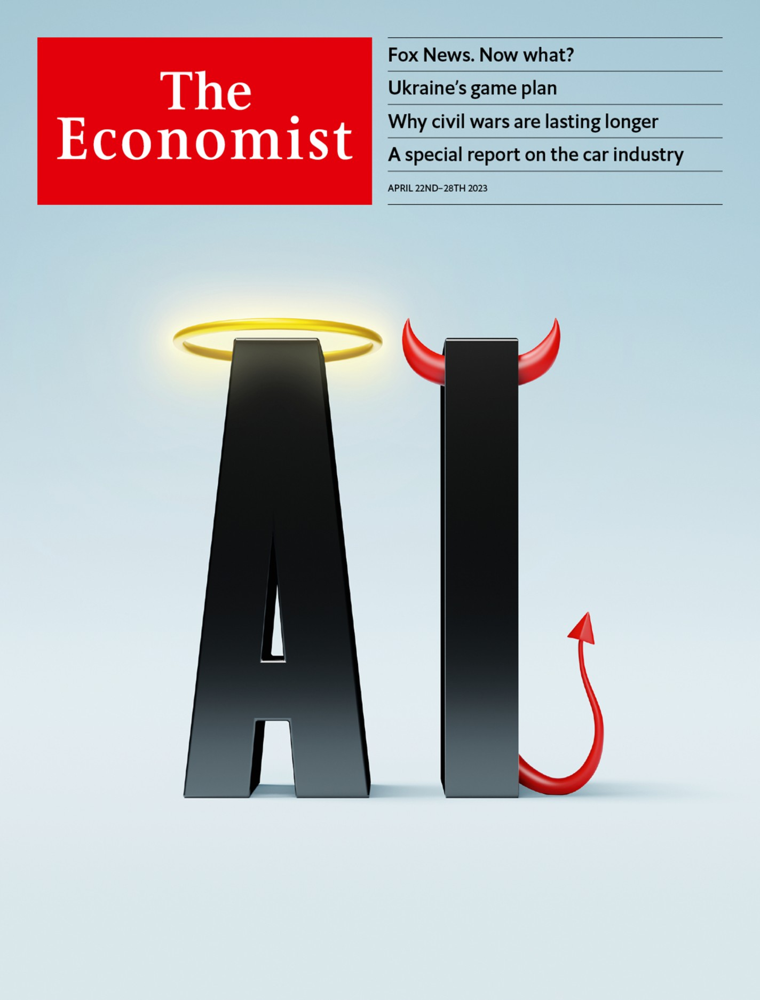 The
Economist
Fox News. Now what?
Ukraine’s game plan
Why civil wars are lasting longer
A special report on the car industry
APRIL 22ND–28TH 2023
AI